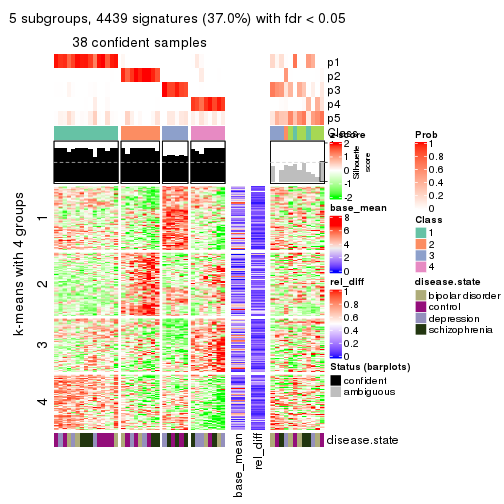 5 subgroups, 4439 signatures (37.0%) with fdr < 0.05
38 confident samples
p1
p2
p3
p4
p5
Class
Silhouette
score
k-means with 4 groups
1
2
3
4
base_mean
rel_diff
disease.state
z-score
2
1
0
-1
-2
base_mean
8
6
4
2
0
rel_diff
1
0.8
0.6
0.4
0.2
0
Status (barplots)
confident
ambiguous
Prob
1
0.8
0.6
0.4
0.2
0
Class
1
2
3
4
disease.state
bipolar disorder
control
depression
schizophrenia